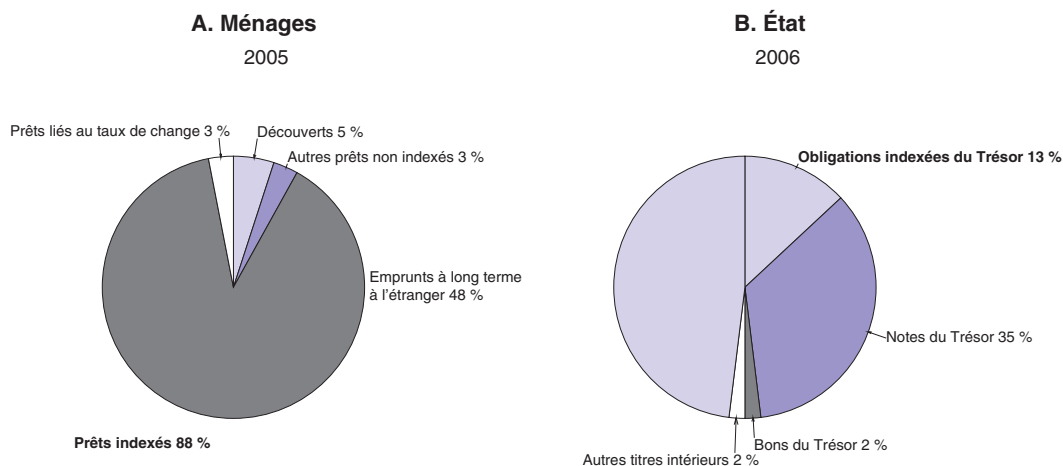 A. Ménages
2005
Prêts liés au taux de change 3 %
Découverts 5 %
Autres prêts non indexés 3 %
Emprunts à long terme
à l'étranger 48 %
Prêts indexés 88 %
B. État
2006
Obligations indexées du Trésor 13 %
Notes du Trésor 35 %
Bons du Trésor 2 %
Autres titres intérieurs 2 %